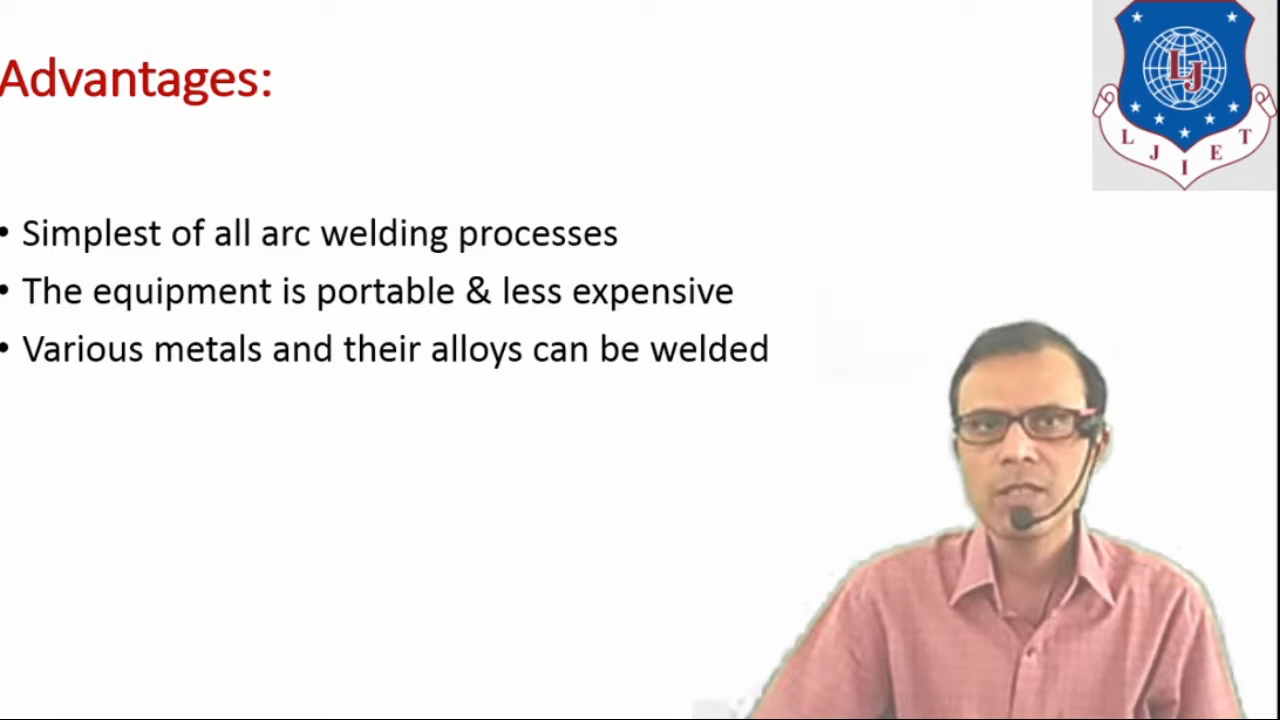 Advantages:
LJ
L J I E T
• Simplest of all arc welding processes
• The equipment is portable & less expensive
• Various metals and their alloys can be welded